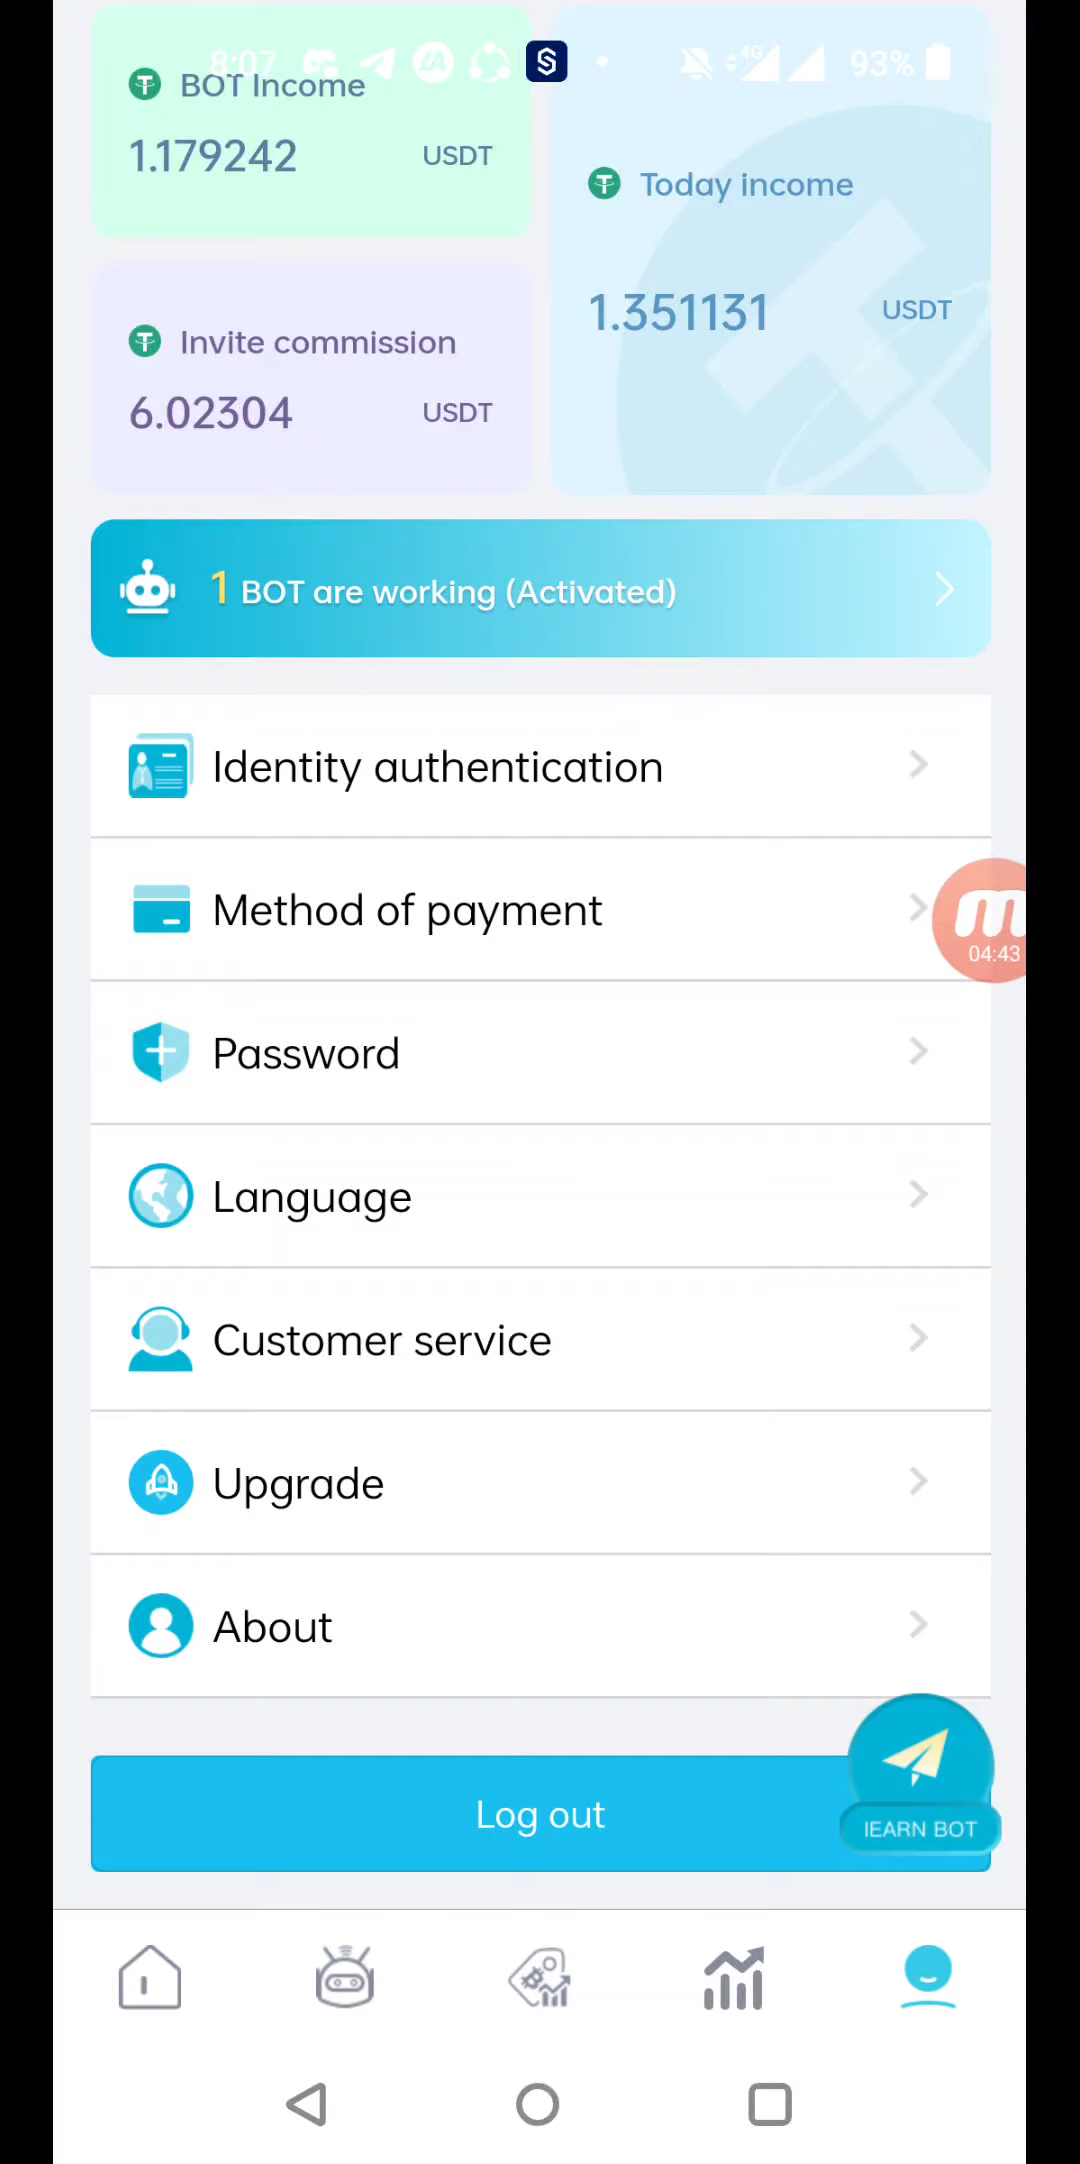 8:07
4G
93%
BOT Income
1.179242 USDT
Today income
1.351131 USDT
Invite commission
6.02304 USDT
1 BOT are working (Activated)
Identity authentication
Method of payment
04:43
Password
Language
Customer service
Upgrade
About
Log out
IEARN BOT